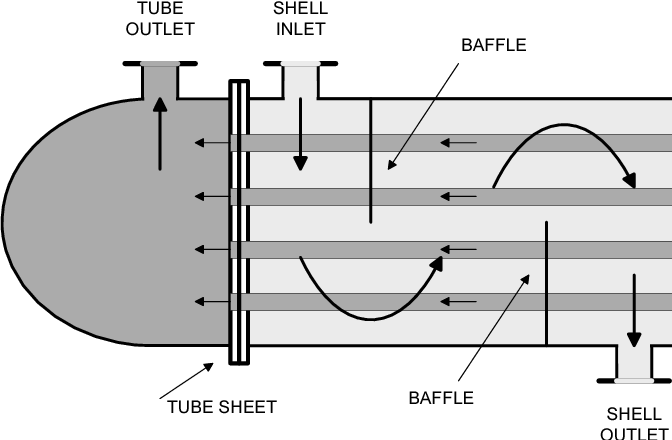 TUBE
OUTLET
SHELL
INLET
BAFFLE
TUBE SHEET
BAFFLE
SHELL
OUTLET